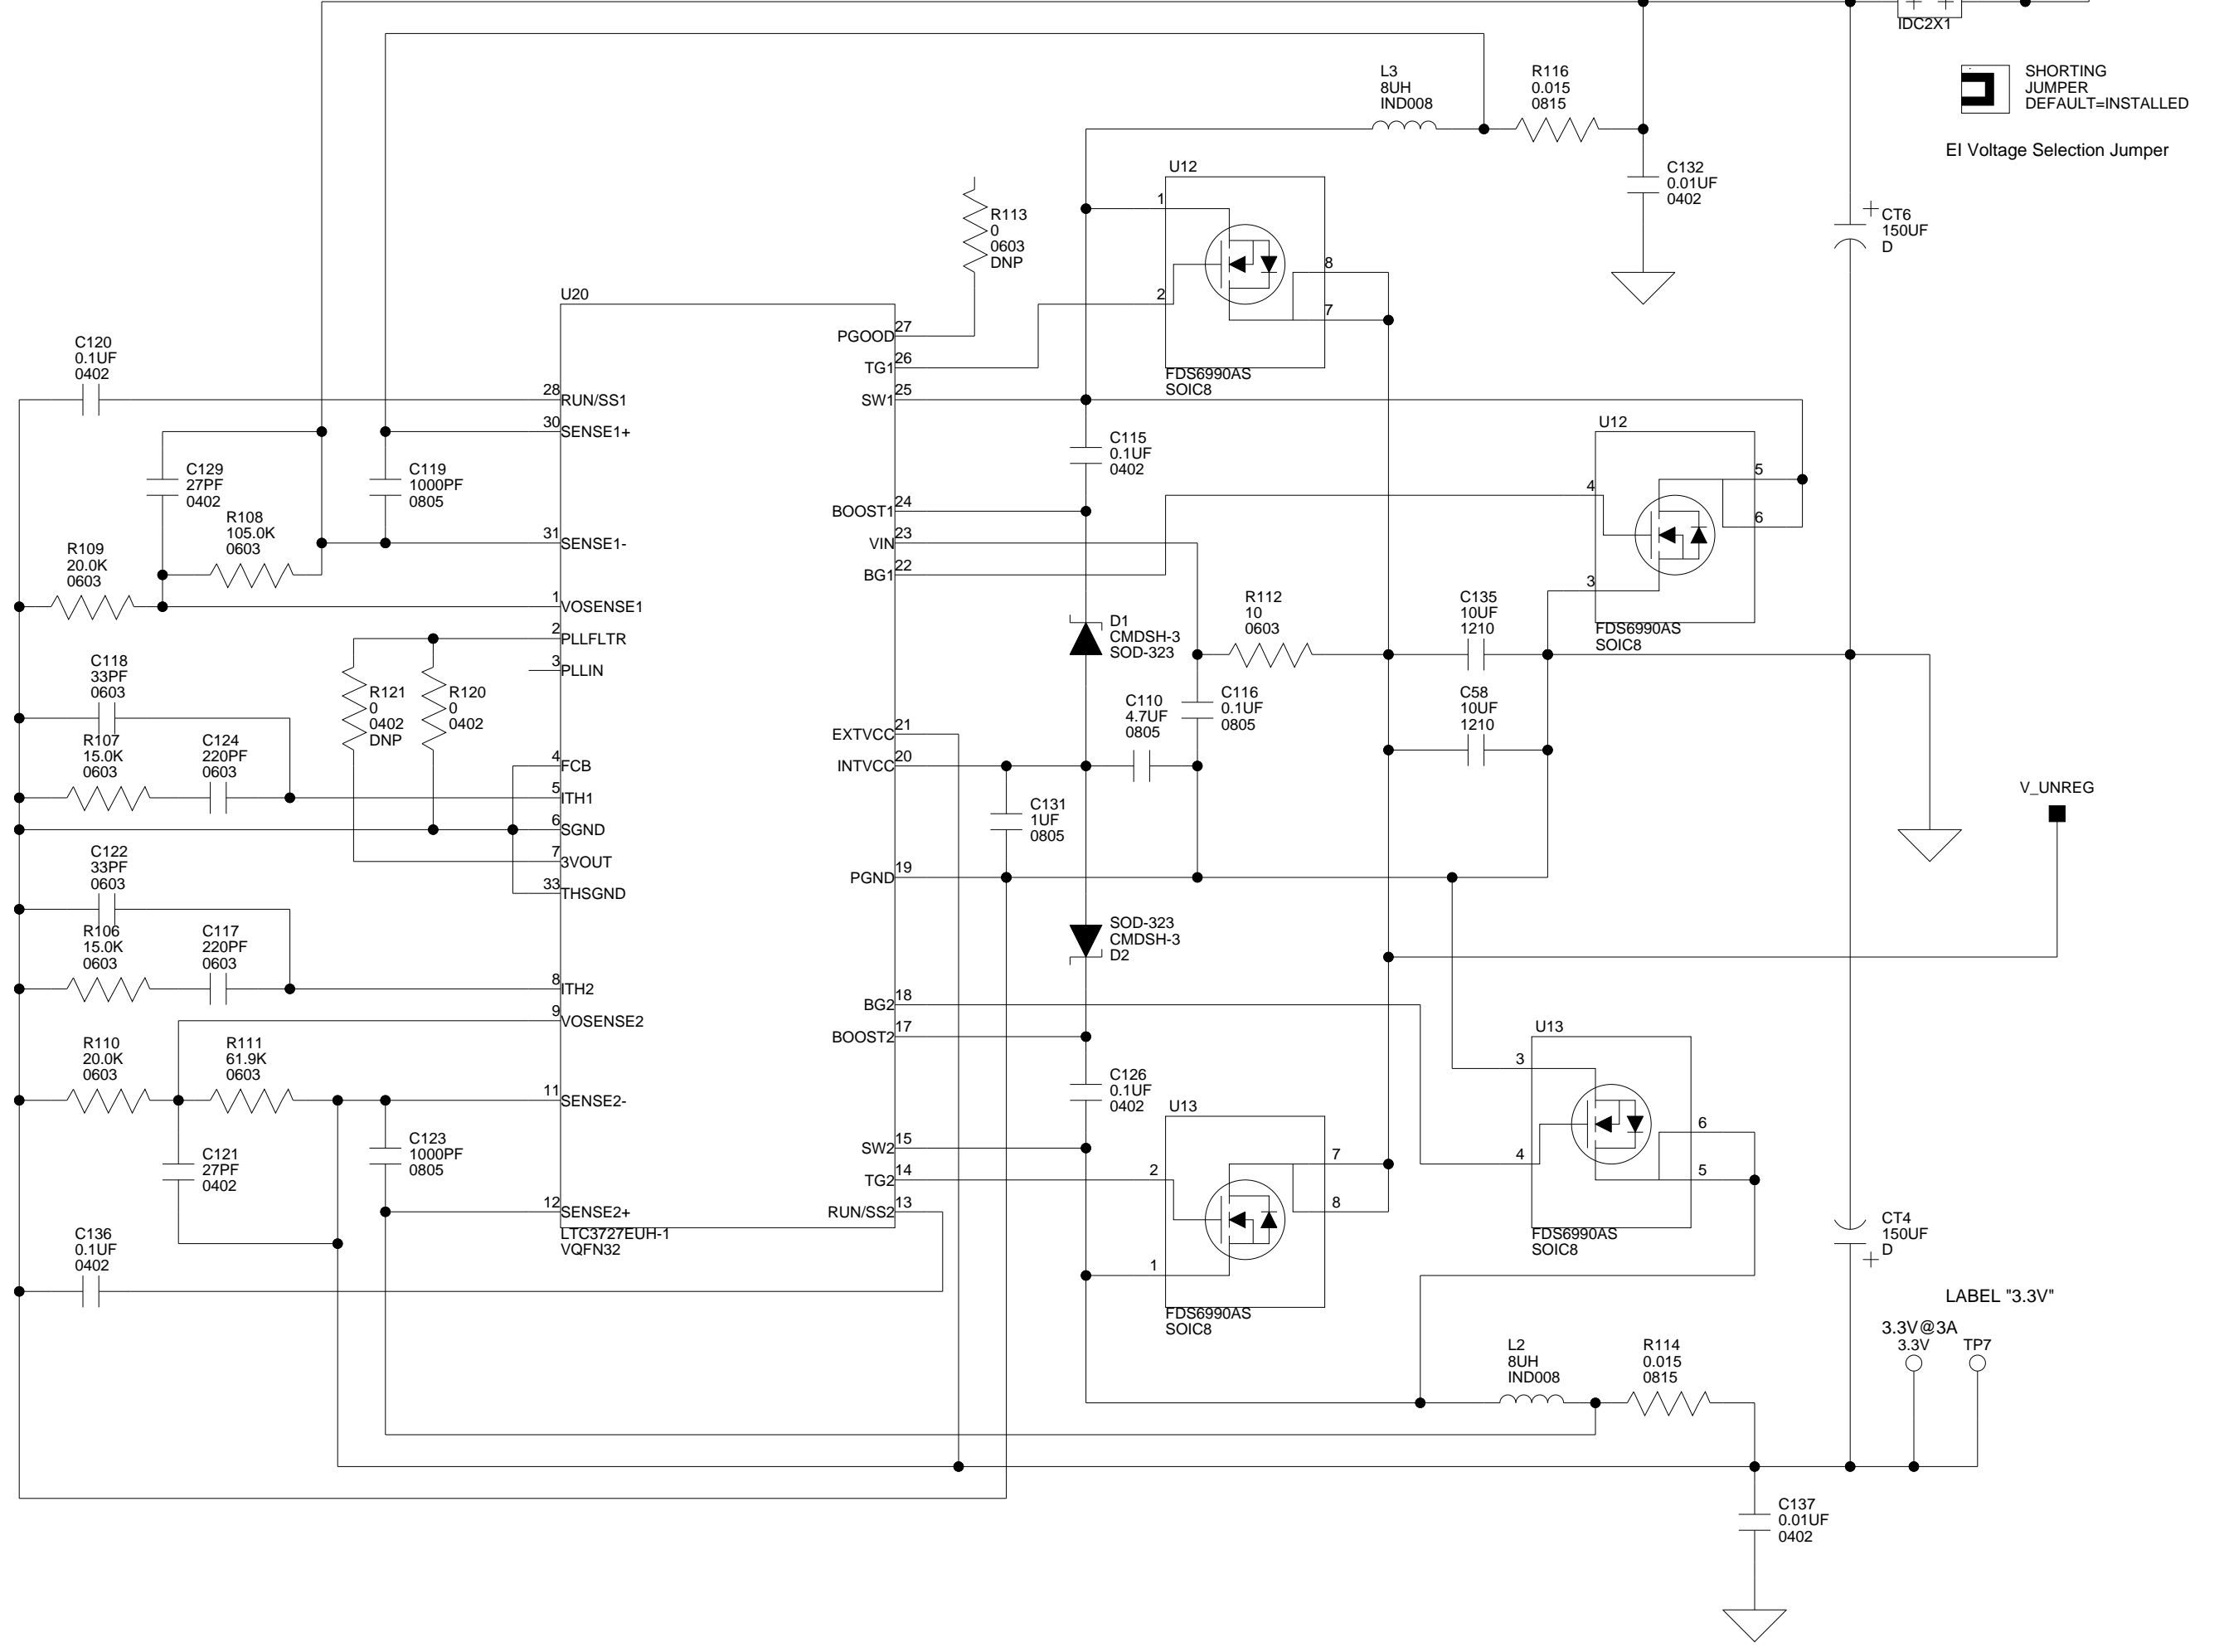 IDC2X1
SHORTING
JUMPER
DEFAULT=INSTALLED
EI Voltage Selection Jumper
L3
8UH
IND008
R116
0.015
0815
C132
0.01UF
0402
+
CT6
150UF
D
U12
1
2
8
7
FDS6990AS
SOIC8
R113
0
0603
DNP
U20
PGOOD 27
TG1 26
SW1 25
BOOST1 24
VIN 23
BG1 22
EXTVCC 21
INTVCC 20
PGND 19
BG2 18
BOOST2 17
SW2 15
TG2 14
RUN/SS2 13
28 RUN/SS1
30 SENSE1+
31 SENSE1-
1 VOSENSE1
2 PLLFLTR
3 PLLIN
4 FCB
5 ITH1
6 SGND
7 3VOUT
33 THSGND
8 ITH2
9 VOSENSE2
11 SENSE2-
12 SENSE2+
LTC3727EUH-1
VQFN32
C120
0.1UF
0402
C129
27PF
0402
C119
1000PF
0805
R108
105.0K
0603
R109
20.0K
0603
C118
33PF
0603
R107
15.0K
0603
C124
220PF
0603
R121
0
0402
DNP
R120
0
0402
C122
33PF
0603
R106
15.0K
0603
C117
220PF
0603
R110
20.0K
0603
R111
61.9K
0603
C121
27PF
0402
C123
1000PF
0805
C136
0.1UF
0402
C115
0.1UF
0402
U12
4
3
5
6
FDS6990AS
SOIC8
D1
CMDSH-3
SOD-323
R112
10
0603
C135
10UF
1210
C110
4.7UF
0805
C116
0.1UF
0805
C58
10UF
1210
C131
1UF
0805
V_UNREG
SOD-323
CMDSH-3
D2
C126
0.1UF
0402
U13
2
1
7
8
FDS6990AS
SOIC8
U13
3
4
6
5
FDS6990AS
SOIC8
CT4
150UF
D
+
LABEL "3.3V"
3.3V@3A
3.3V
TP7
L2
8UH
IND008
R114
0.015
0815
C137
0.01UF
0402